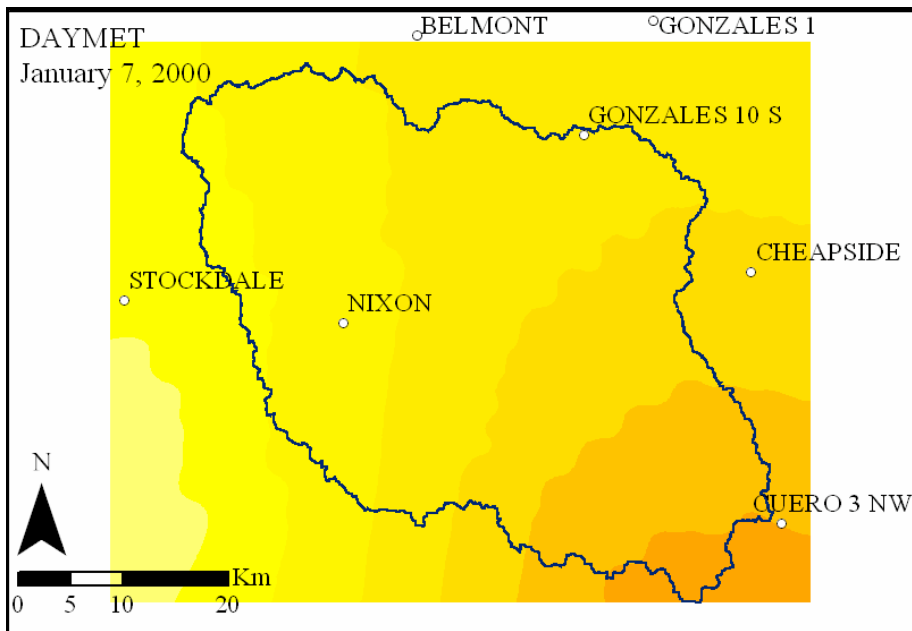 DAYMET
January 7, 2000
BELMONT
GONZALES 1
GONZALES 10 S
CHEAPSIDE
STOCKDALE
NIXON
CUERO 3 NW
N
Km
0 5 10 20